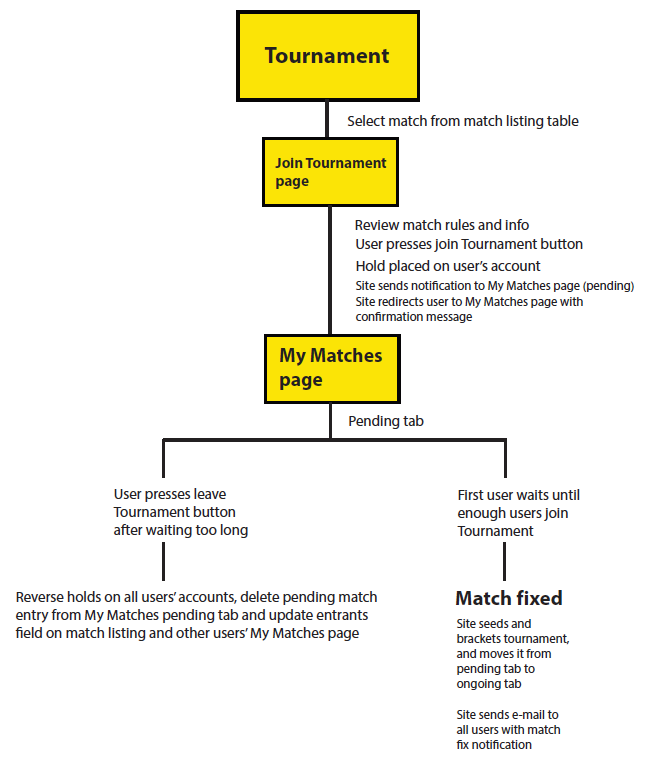 Tournament
Select match from match listing table
Join Tournament
page
Review match rules and info
User presses join Tournament button
Hold placed on user's account
Site sends notification to My Matches page (pending)
Site redirects user to My Matches page with
confirmation message
My Matches
page
Pending tab
User presses leave
Tournament button
after waiting too long
Reverse holds on all users' accounts, delete pending match
entry from My Matches pending tab and update entrants
field on match listing and other users' My Matches page
First user waits until
enough users join
Tournament
Match fixed
Site seeds and
brackets tournament,
and moves it from
pending tab to
ongoing tab
Site sends e-mail to
all users with match
fix notification